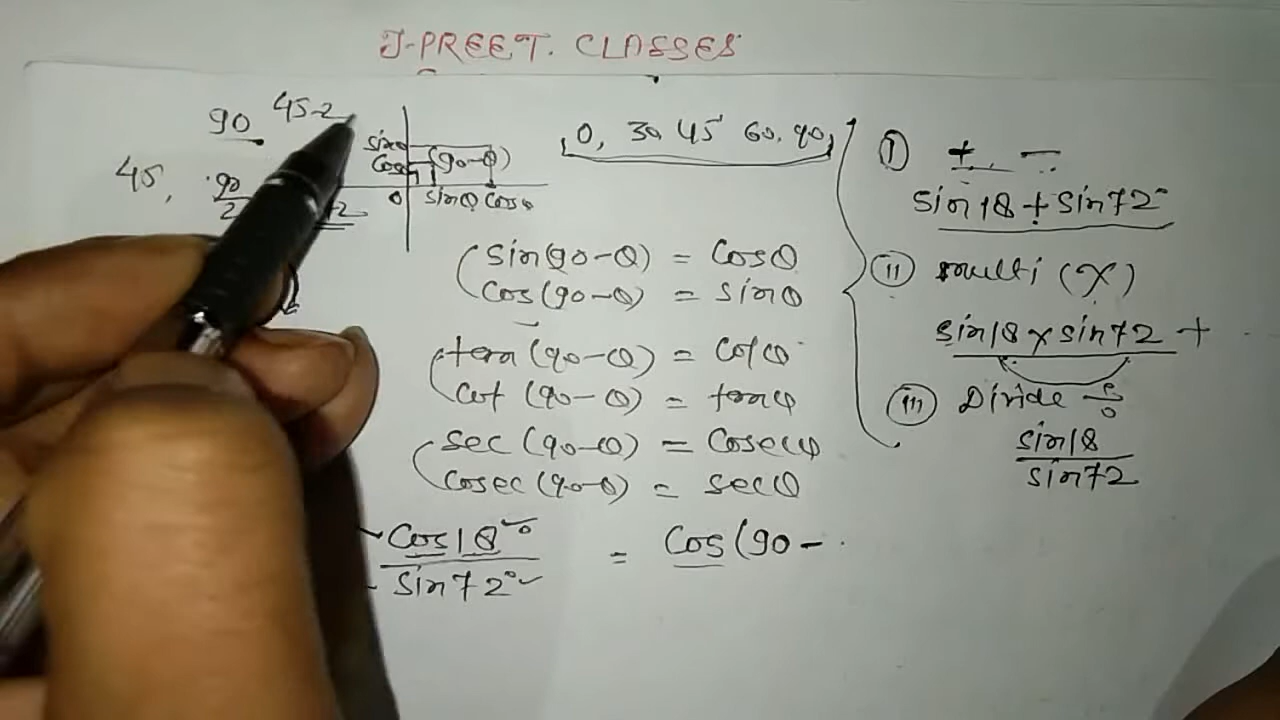 J-PREET. CLASSES
90 45-2
45, 90/2
sinθ
Cosθ (90-θ)
0 sinθ Cosθ
0, 30, 45° 60, 90,
sin(90-θ) = Cosθ
Cos(90-θ) = sinθ
tan(90-θ) = Cotθ
Cot (90-θ) = tanθ
sec (90-θ) = Cosecθ
Cosec(90-θ) = secθ
Cos18°/sin72° = Cos(90-
(I) + , -
sin18+sin72°
(II) multi (X)
sin18×sin72 +
(III) Divide
sin18
sin72